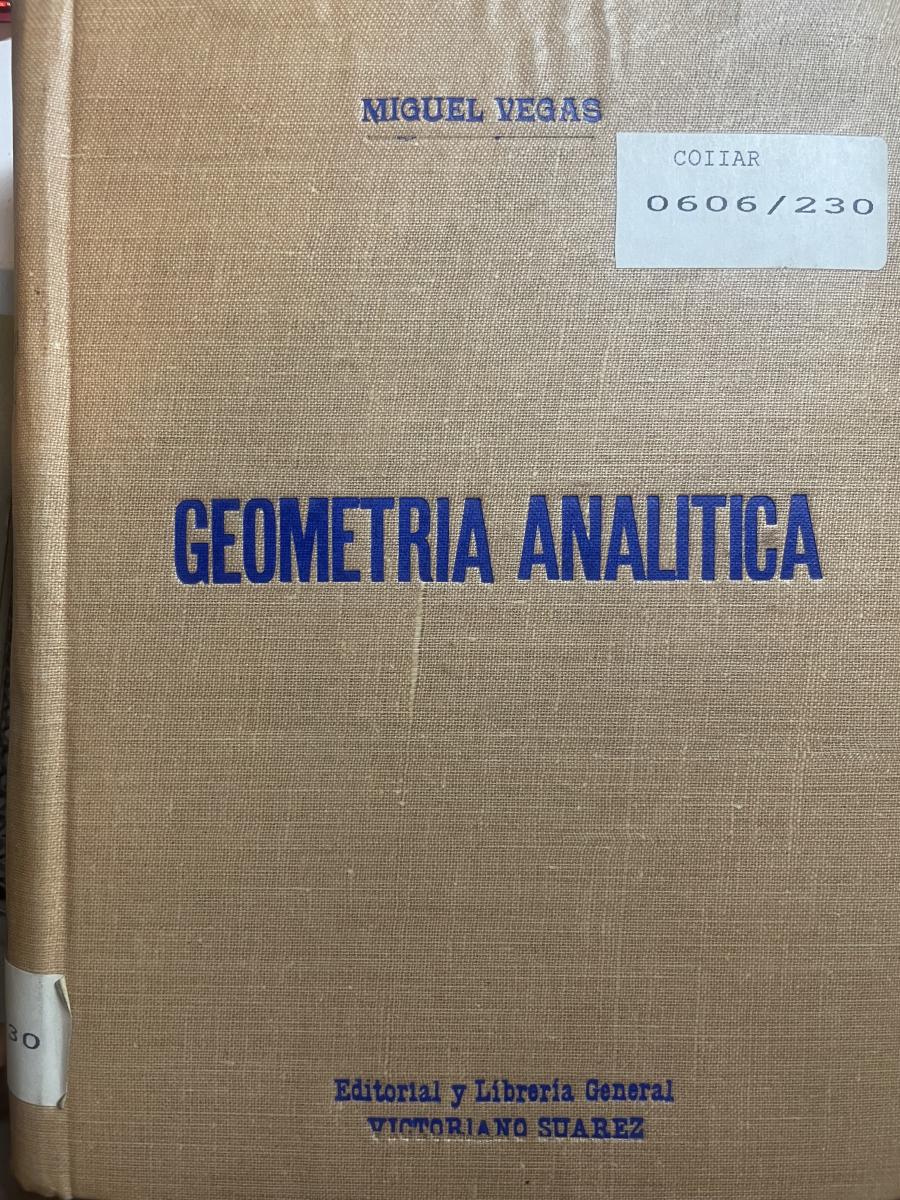 MIGUEL VEGAS
COIIAR
0606/230
GEOMETRIA ANALITICA
30
Editorial y Librería General
VICTORIANO SUAREZ